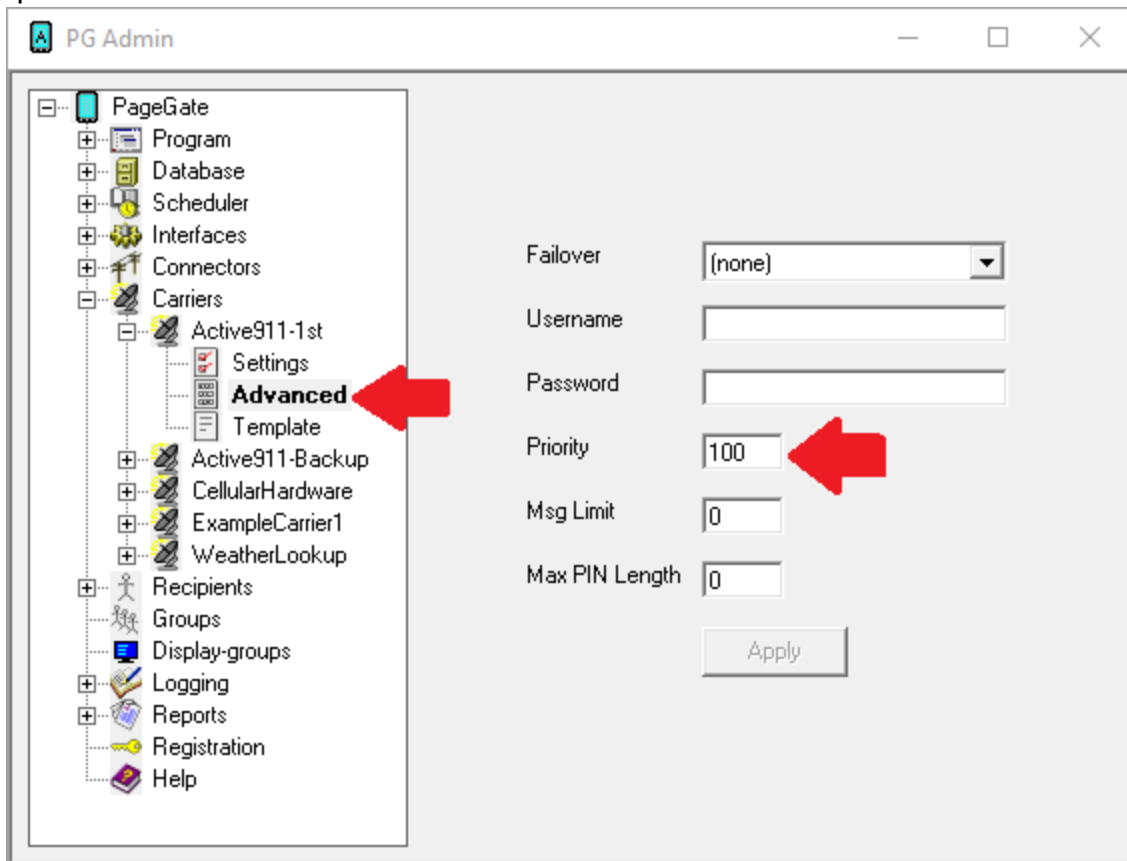 PG Admin
PageGate
Program
Database
Scheduler
Interfaces
Connectors
Carriers
Active911-1st
Settings
Advanced
Template
Active911-Backup
CellularHardware
ExampleCarrier1
WeatherLookup
Recipients
Groups
Display-groups
Logging
Reports
Registration
Help
Failover (none)
Username
Password
Priority 100
Msg Limit 0
Max PIN Length 0
Apply